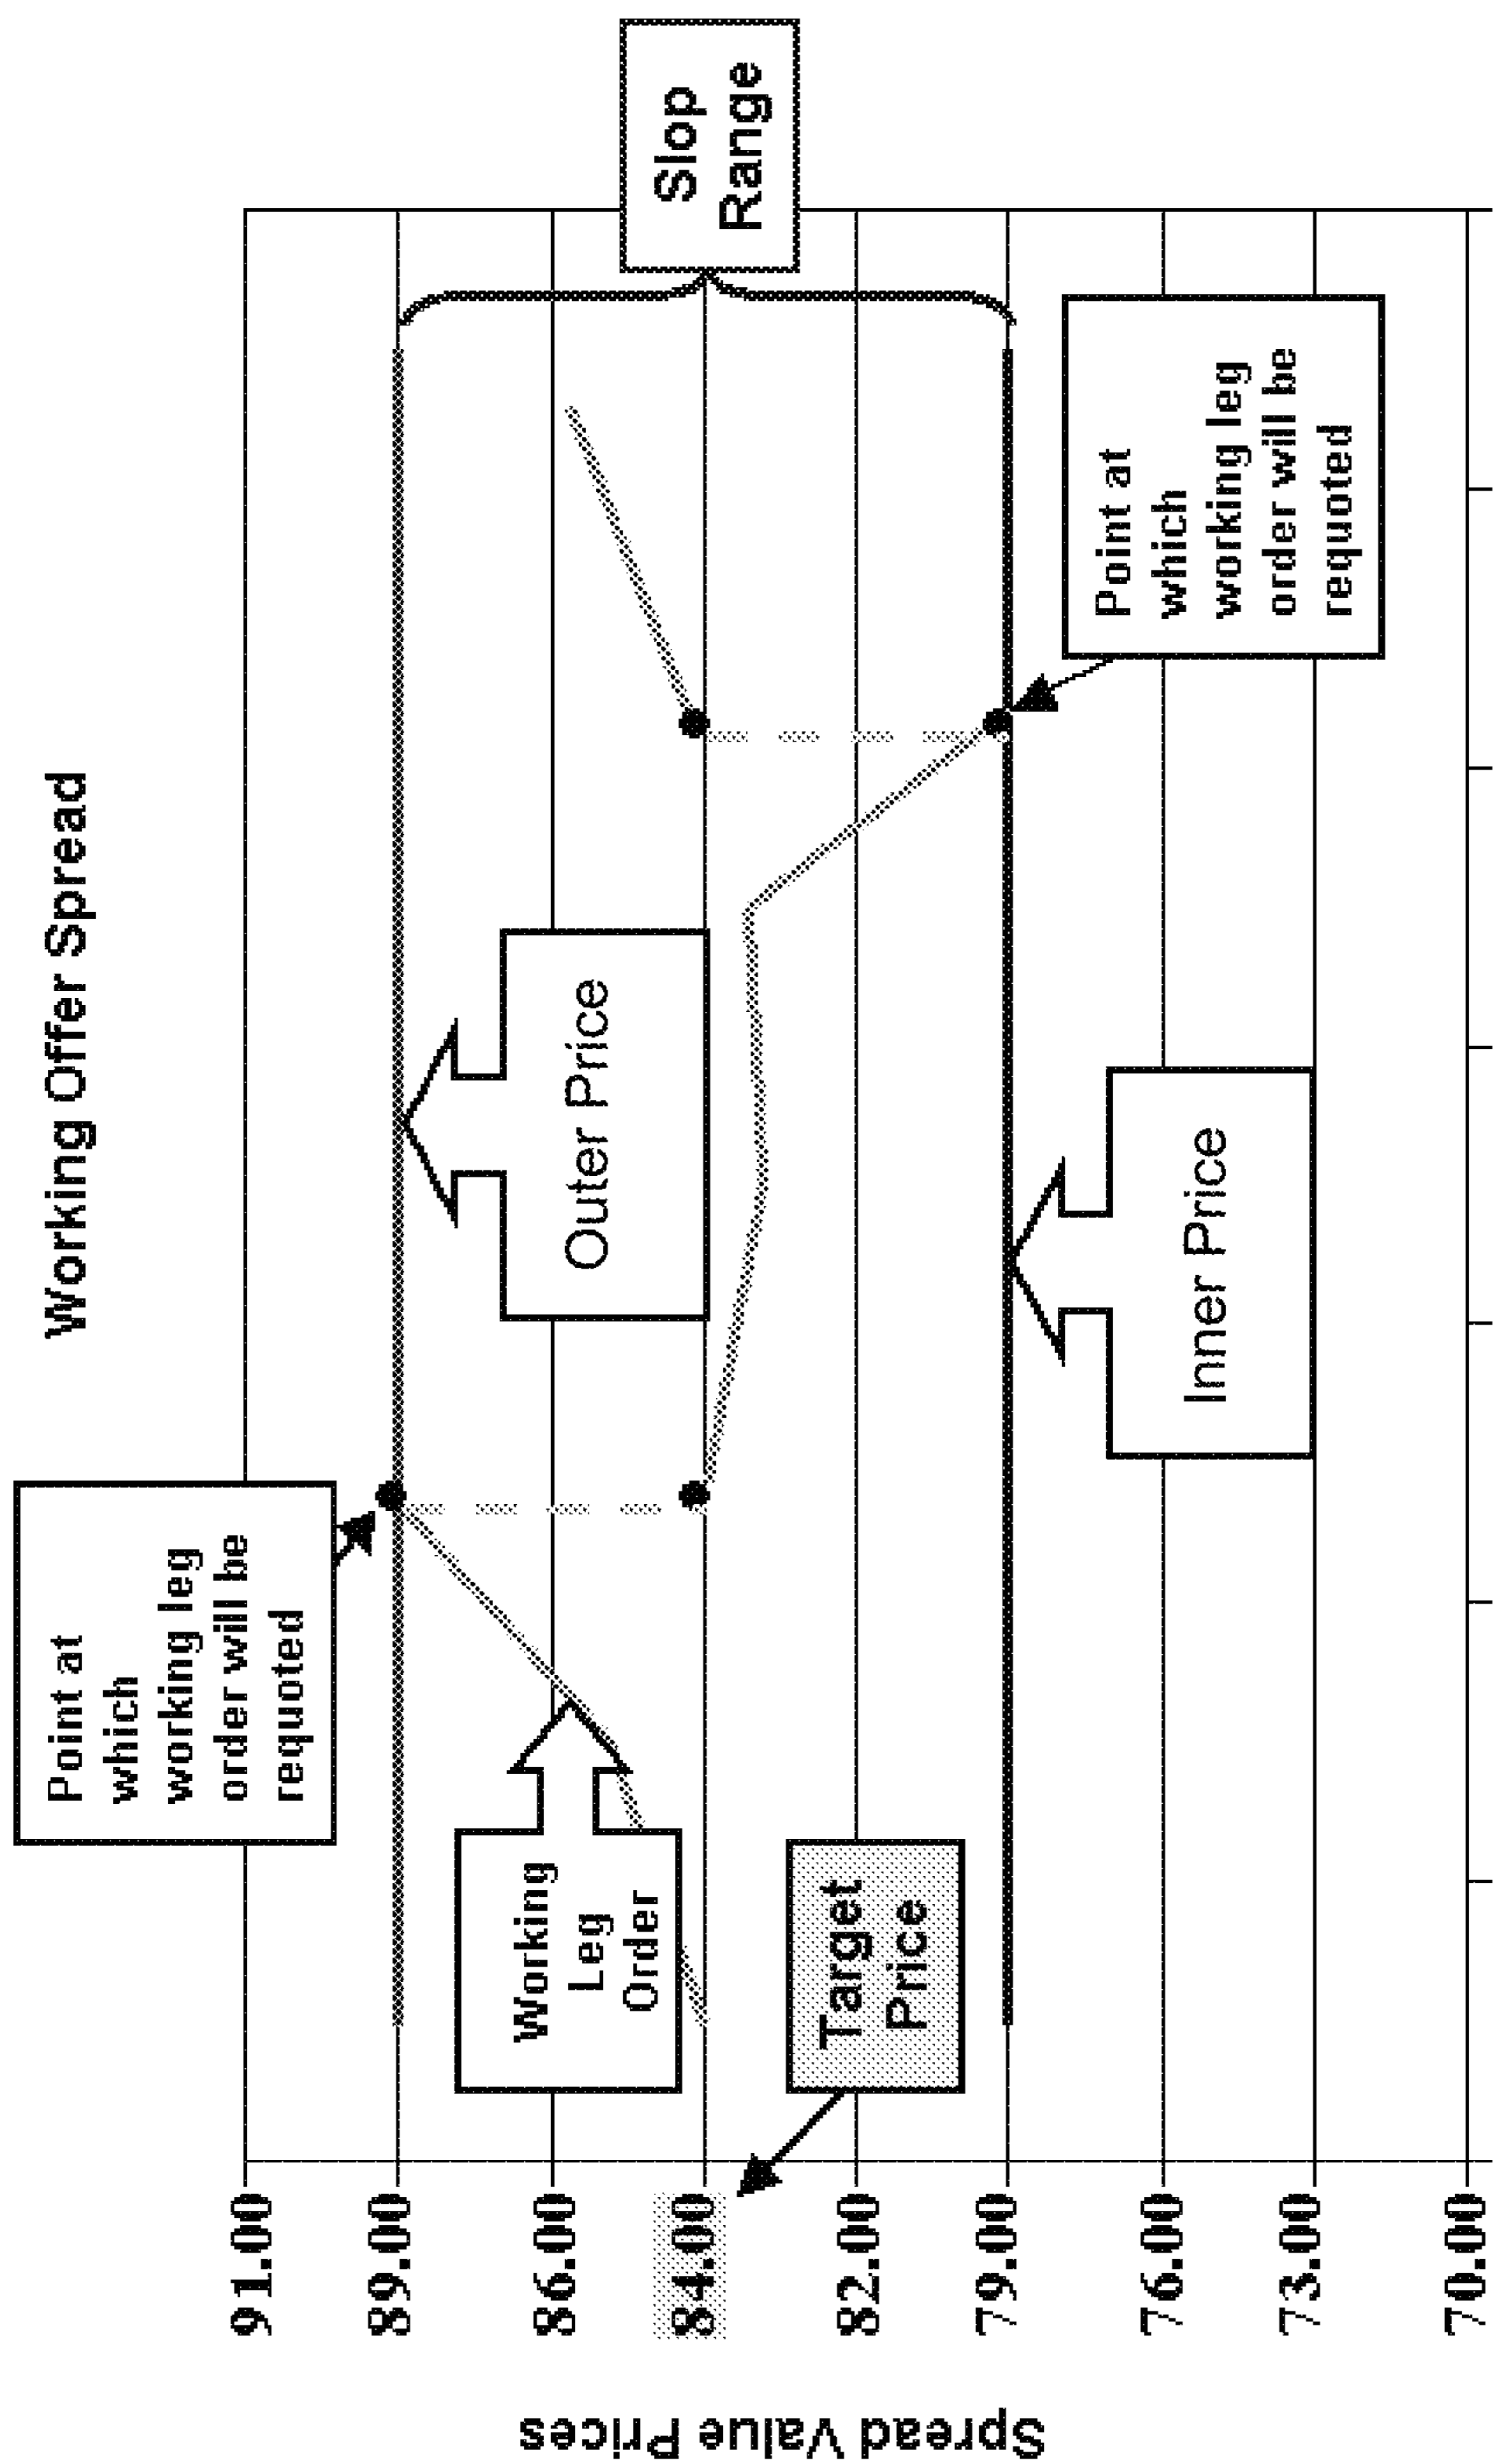 Working Offer Spread
Point at
which
working leg
order will be
requoted
Slop
Range
Working
Leg
Order
Outer Price
Target
Price
Inner Price
Point at
which
working leg
order will be
requoted
91.00
89.00
86.00
84.00
82.00
79.00
76.00
73.00
70.00
Spread Value Prices